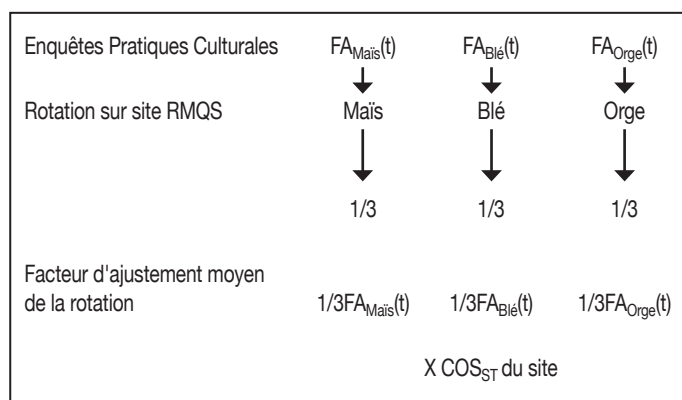 Enquêtes Pratiques Culturales FAMaïs(t) FABlé(t) FAOrge(t)
Rotation sur site RMQS Maïs Blé Orge
1/3 1/3 1/3
Facteur d'ajustement moyen
de la rotation 1/3FAMaïs(t) 1/3FABlé(t) 1/3FAOrge(t)
X COSST du site